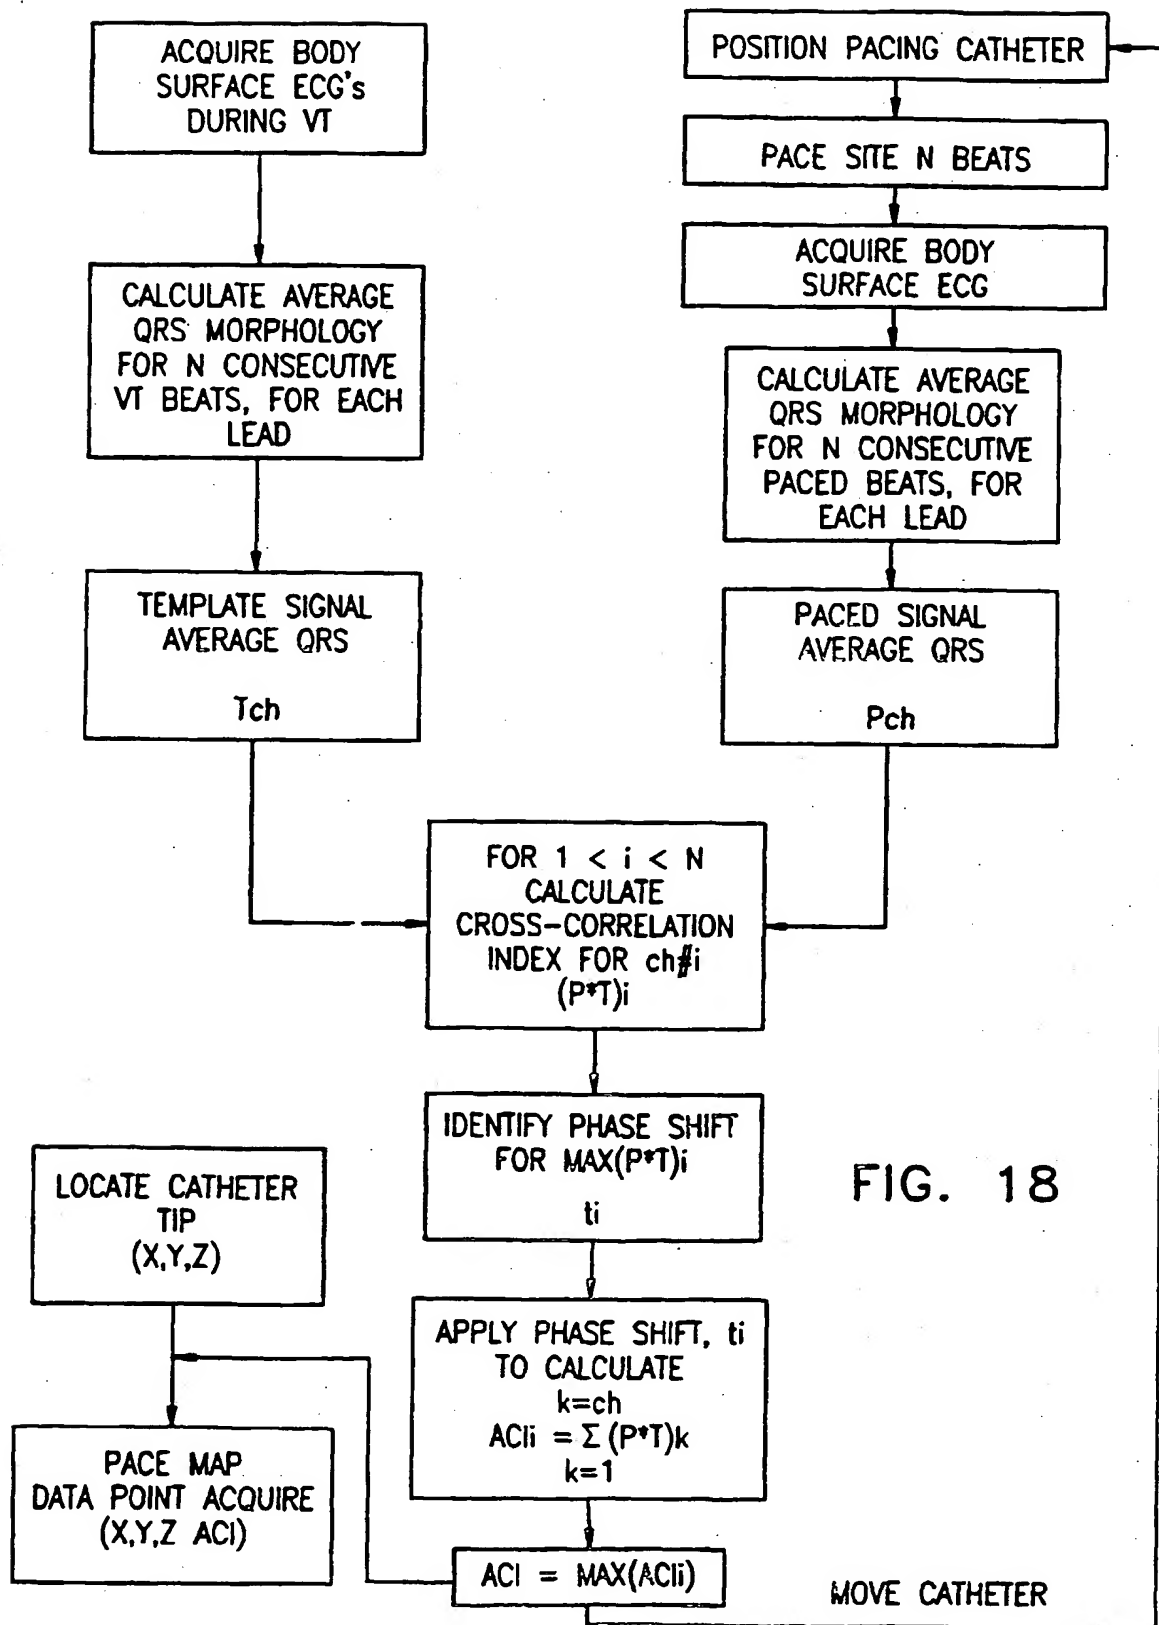 ACQUIRE BODY
SURFACE ECG's
DURING VT
CALCULATE AVERAGE
QRS MORPHOLOGY
FOR N CONSECUTIVE
VT BEATS, FOR EACH
LEAD
TEMPLATE SIGNAL
AVERAGE QRS
Tch
POSITION PACING CATHETER
PACE SITE N BEATS
ACQUIRE BODY
SURFACE ECG
CALCULATE AVERAGE
QRS MORPHOLOGY
FOR N CONSECUTIVE
PACED BEATS, FOR
EACH LEAD
PACED SIGNAL
AVERAGE QRS
Pch
FOR 1 < i < N
CALCULATE
CROSS-CORRELATION
INDEX FOR ch#i
(P*T)i
IDENTIFY PHASE SHIFT
FOR MAX(P*T)i
ti
APPLY PHASE SHIFT, ti
TO CALCULATE
k=ch
ACIi = Σ (P*T)k
k=1
ACI = MAX(ACIi)
LOCATE CATHETER
TIP
(X,Y,Z)
PACE MAP
DATA POINT ACQUIRE
(X,Y,Z ACI)
MOVE CATHETER
FIG. 18